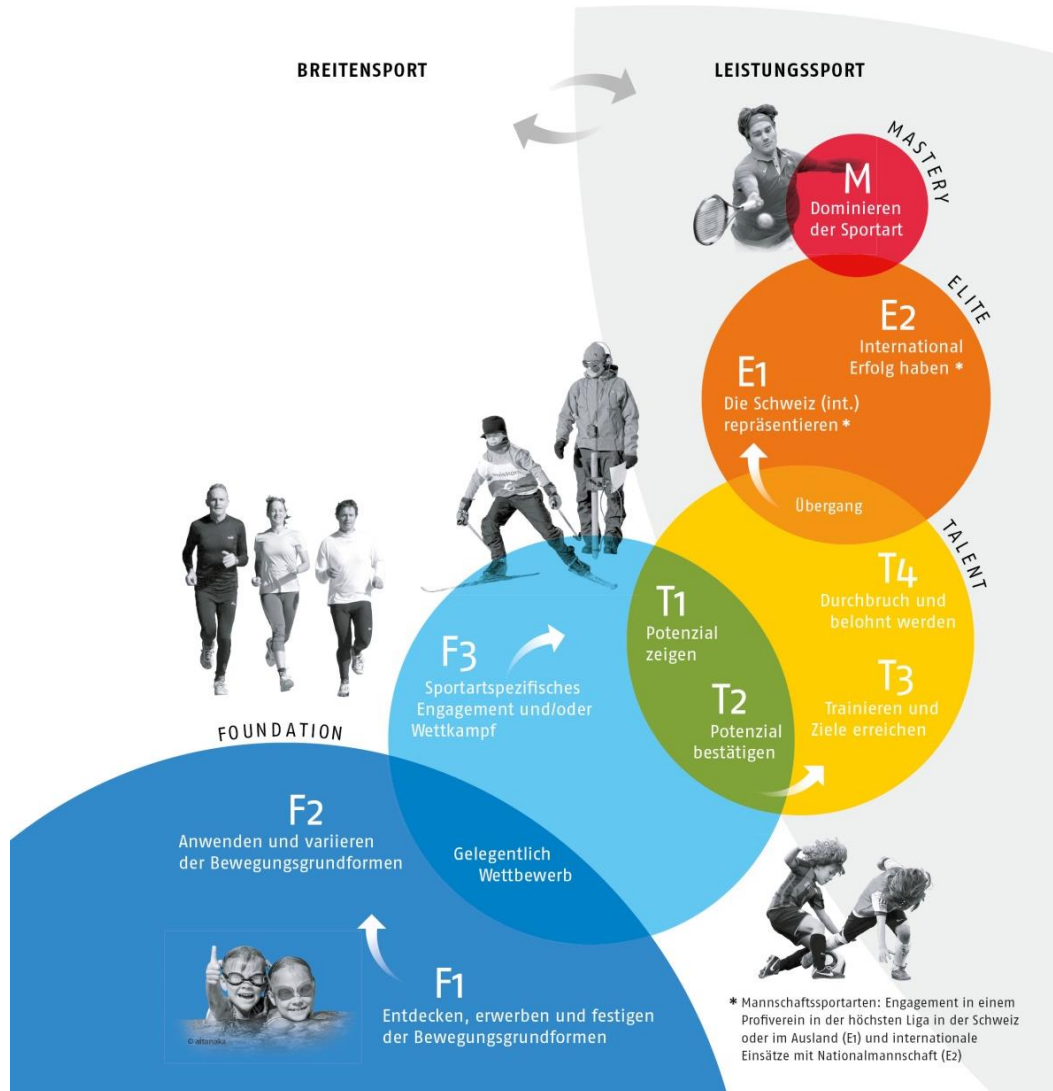 BREITENSPORT
LEISTUNGSSPORT
MASTERY
M
Dominieren
der Sportart
ELITE
E2
International
Erfolg haben *
E1
Die Schweiz (int.)
repräsentieren *
Übergang
TALENT
T4
Durchbruch und
belohnt werden
T1
Potenzial
zeigen
T3
Trainieren und
Ziele erreichen
T2
Potenzial
bestätigen
F3
Sportartspezifisches
Engagement und/oder
Wettkampf
FOUNDATION
F2
Anwenden und variieren
der Bewegungsgrundformen
Gelegentlich
Wettbewerb
F1
Entdecken, erwerben und festigen
der Bewegungsgrundformen
© altanaka
* Mannschaftssportarten: Engagement in einem
Profiverein in der höchsten Liga in der Schweiz
oder im Ausland (E1) und internationale
Einsätze mit Nationalmannschaft (E2)